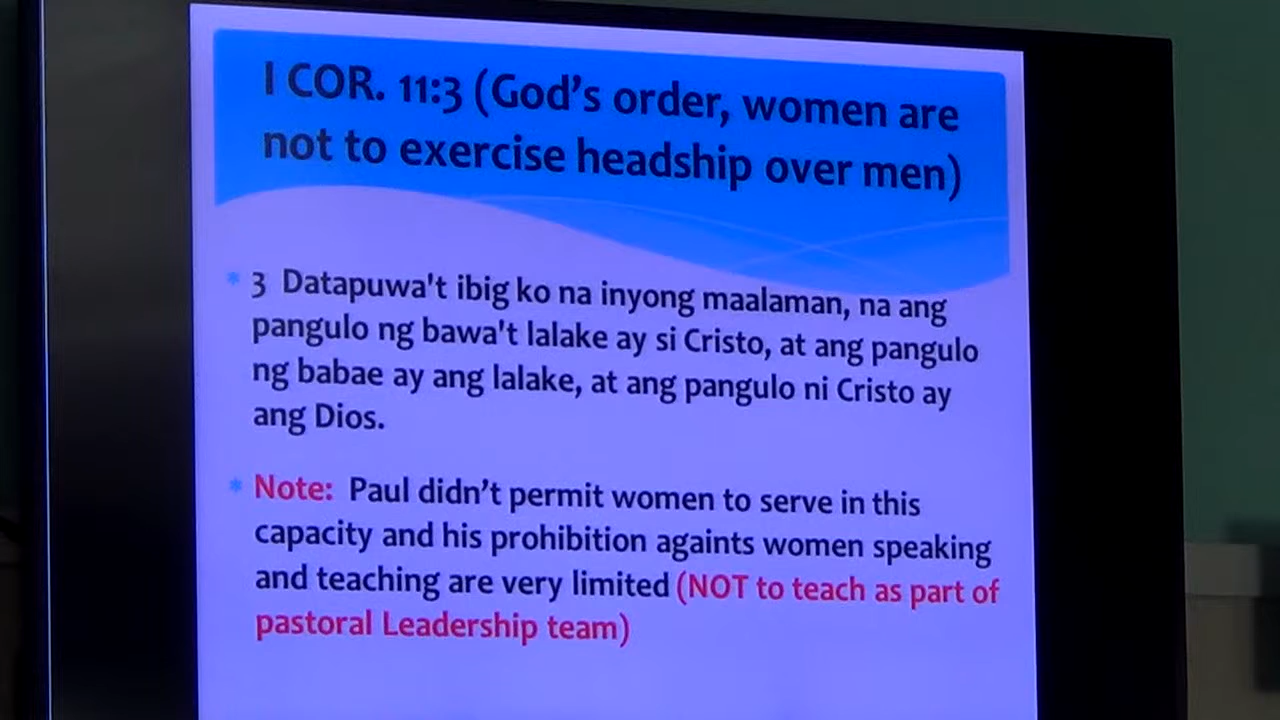 I COR. 11:3 (God's order, women are
not to exercise headship over men)
* 3 Datapuwa't ibig ko na inyong maalaman, na ang
pangulo ng bawa't lalake ay si Cristo, at ang pangulo
ng babae ay ang lalake, at ang pangulo ni Cristo ay
ang Dios.
* Note: Paul didn't permit women to serve in this
capacity and his prohibition againts women speaking
and teaching are very limited (NOT to teach as part of
pastoral Leadership team)